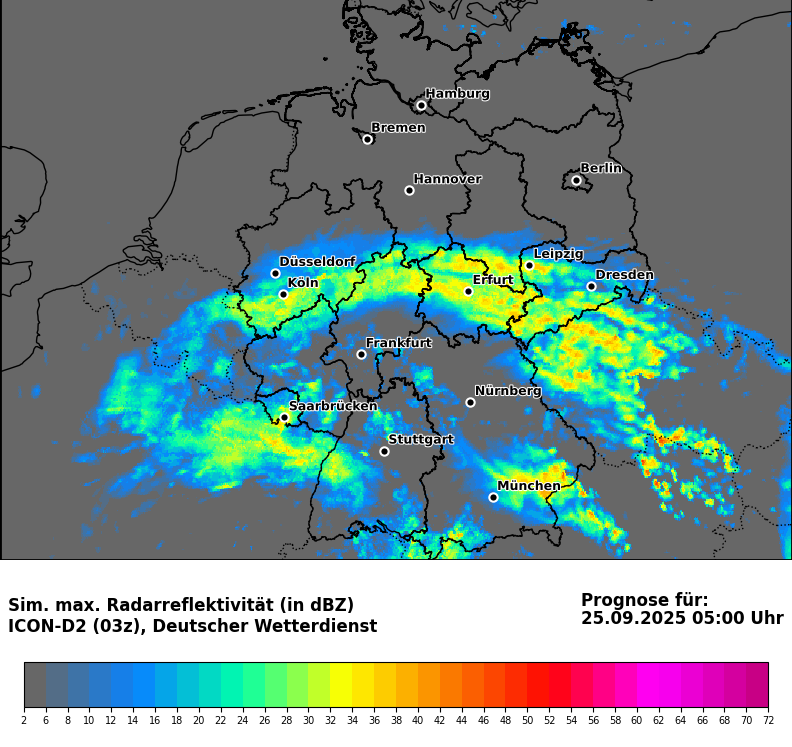 Hamburg
Bremen
Berlin
Hannover
Leipzig
Düsseldorf
Dresden
Köln
Erfurt
Frankfurt
Nürnberg
Saarbrücken
Stuttgart
München
Sim. max. Radarreflektivität (in dBZ)
ICON-D2 (03z), Deutscher Wetterdienst
Prognose für:
25.09.2025 05:00 Uhr
2 6 8 10 12 14 16 18 20 22 24 26 28 30 32 34 36 38 40 42 44 46 48 50 52 54 56 58 60 62 64 66 68 70 72